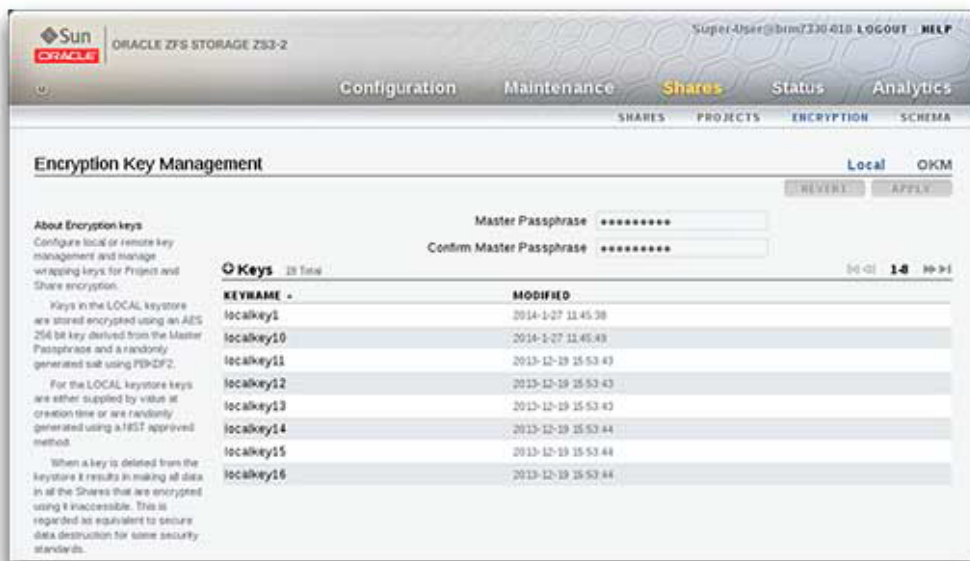 Sun
ORACLE
ORACLE ZFS STORAGE ZS3-2
Super-User@brm7330-010 LOGOUT HELP
Configuration Maintenance Shares Status Analytics
SHARES PROJECTS ENCRYPTION SCHEMA
Encryption Key Management
Local OKM
REVERT APPLY
About Encryption keys
Configure local or remote key
management and manage
wrapping keys for Project and
Share encryption.
Keys in the LOCAL keystore
are stored encrypted using an AES
256 bit key derived from the Master
Passphrase and a randomly
generated salt using PBKDF2.
For the LOCAL keystore keys
are either supplied by value at
creation time or are randomly
generated using a NIST approved
method.
When a key is deleted from the
keystore it results in making all data
in all the Shares that are encrypted
using it inaccessible. This is
regarded as equivalent to secure
data destruction for some security
standards.
Master Passphrase •••••••••
Confirm Master Passphrase •••••••••
Keys Total
1-8
KEYNAME MODIFIED
localkey1 2014-1-27 11:45:38
localkey10 2014-1-27 11:45:49
localkey11 2013-12-19 15:53:43
localkey12 2013-12-19 15:53:43
localkey13 2013-12-19 15:53:43
localkey14 2013-12-19 15:53:44
localkey15 2013-12-19 15:53:44
localkey16 2013-12-19 15:53:44